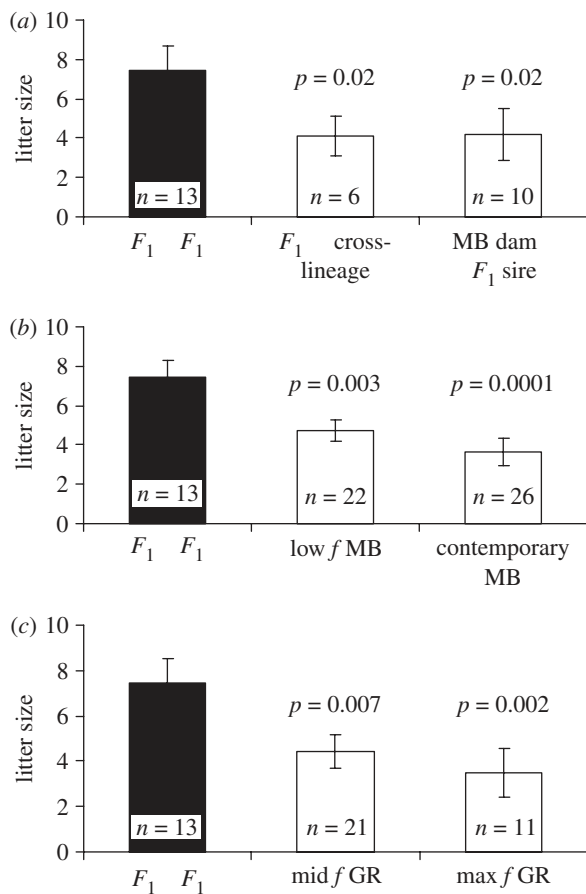 (a) 10
8
6
4
2
0
litter size
p = 0.02 p = 0.02
n = 13 n = 6 n = 10
F1 F1 F1 cross- MB dam
lineage F1 sire
(b) 10
8
6
4
2
0
litter size
p = 0.003 p = 0.0001
n = 13 n = 22 n = 26
F1 F1 low f MB contemporary
MB
(c) 10
8
6
4
2
0
litter size
p = 0.007 p = 0.002
n = 13 n = 21 n = 11
F1 F1 mid f GR max f GR